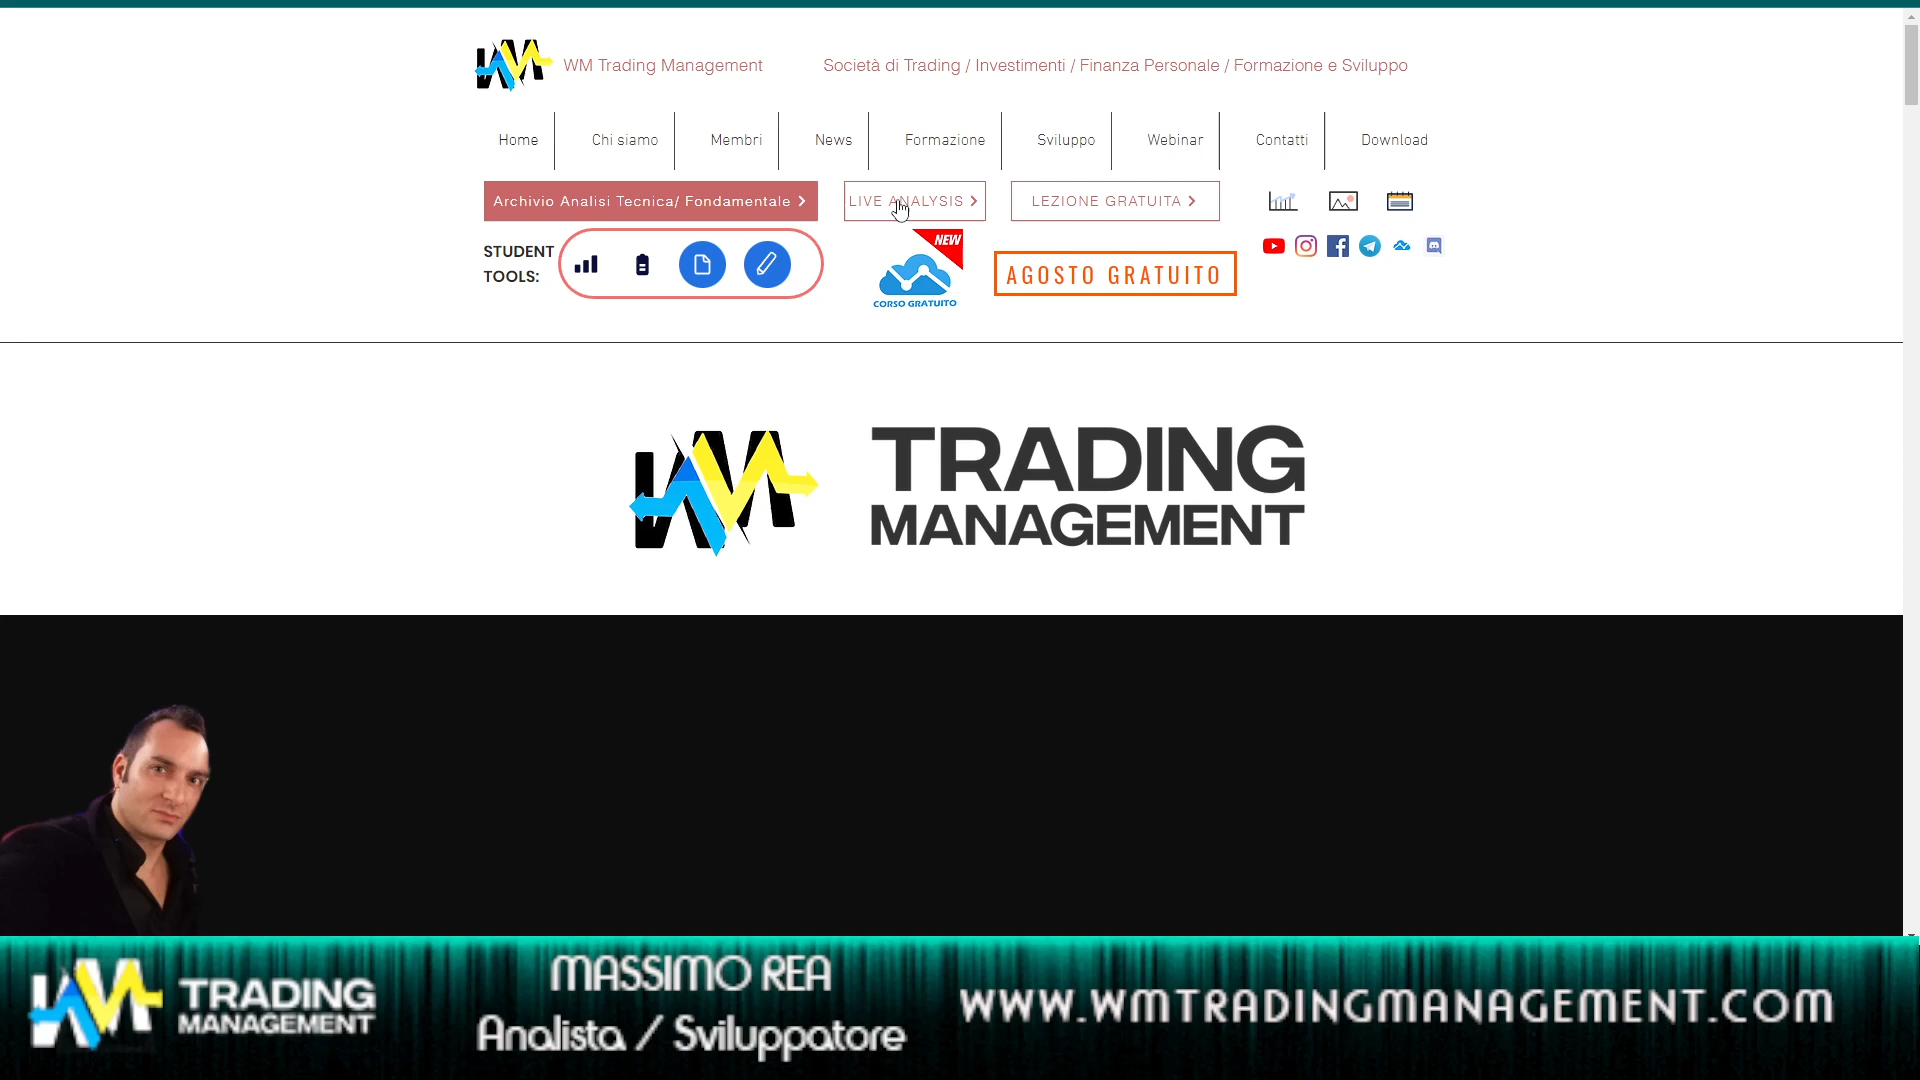 WM Trading Management
Società di Trading / Investimenti / Finanza Personale / Formazione e Sviluppo
Home
Chi siamo
Membri
News
Formazione
Sviluppo
Webinar
Contatti
Download
Archivio Analisi Tecnica/ Fondamentale
LIVE ANALYSIS
LEZIONE GRATUITA
STUDENT
TOOLS:
NEW
CORSO GRATUITO
AGOSTO GRATUITO
WM TRADING
MANAGEMENT
WM TRADING
MANAGEMENT
MASSIMO REA
Analista / Sviluppatore
WWW.WMTRADINGMANAGEMENT.COM